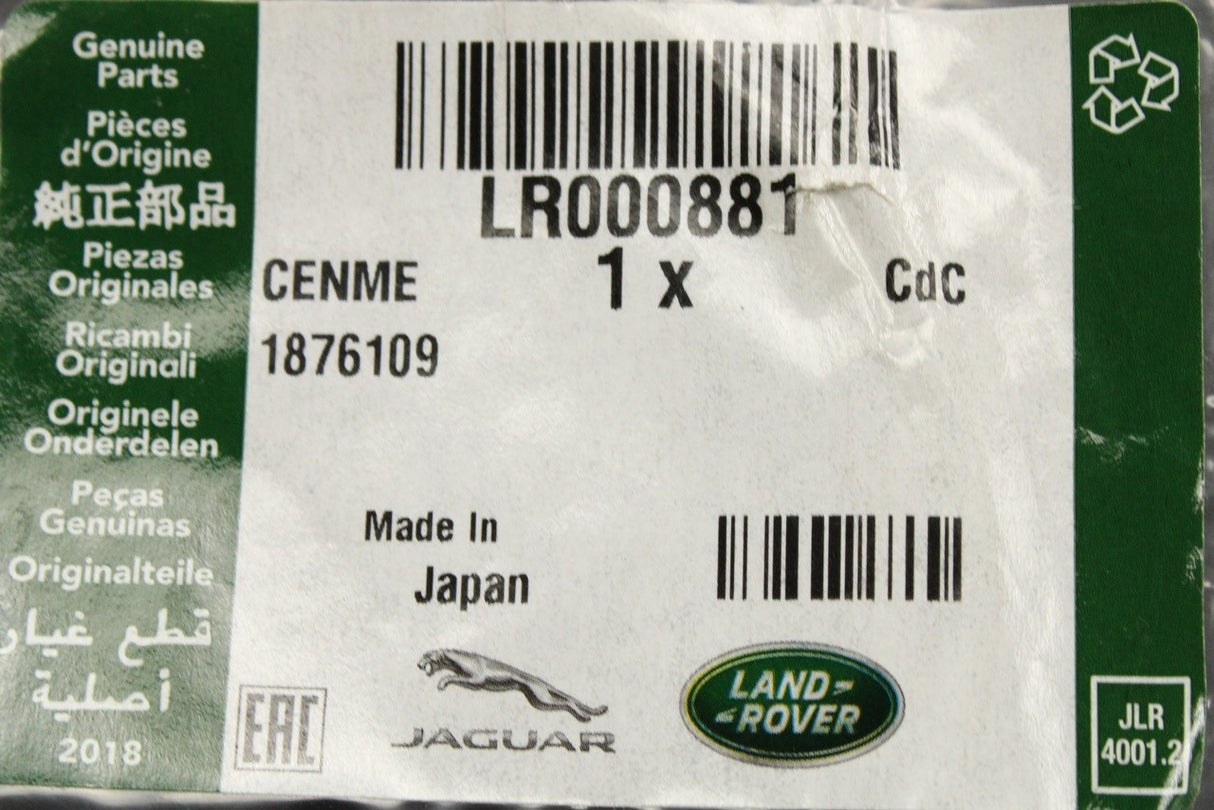 Genuine
Parts
Pièces
d'Origine
純正部品
Piezas
Originales
Ricambi
Originali
Originele
Onderdelen
Peças
Genuinas
Originalteile
قطع غيار
أصلية
2018
LR000881
CENME
1 x
CdC
1876109
Made In
Japan
EAC
JAGUAR
LAND-
-ROVER
JLR
4001.2